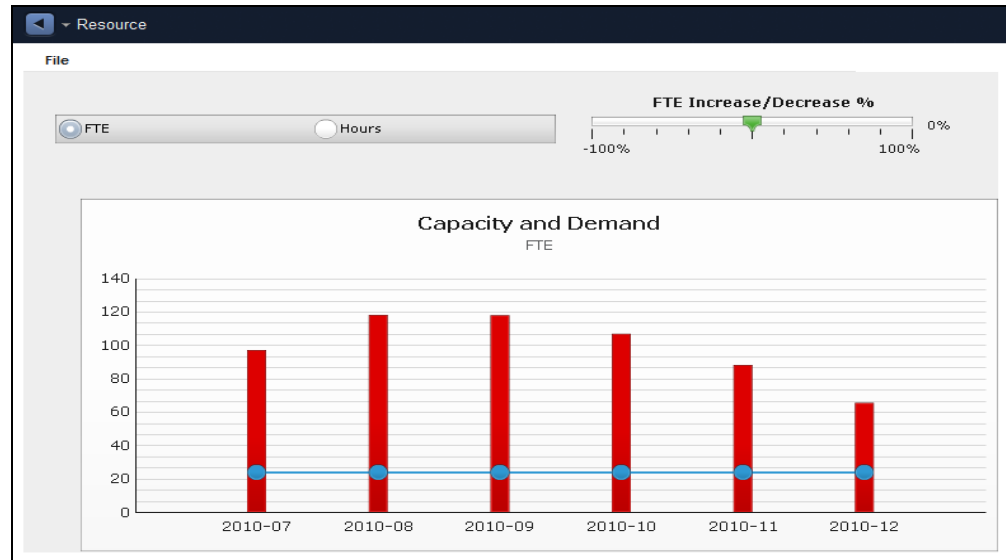 Resource
File
FTE Increase/Decrease %
FTE Hours
0%
-100% 100%
Capacity and Demand
FTE
140
120
100
80
60
40
20
0
2010-07 2010-08 2010-09 2010-10 2010-11 2010-12